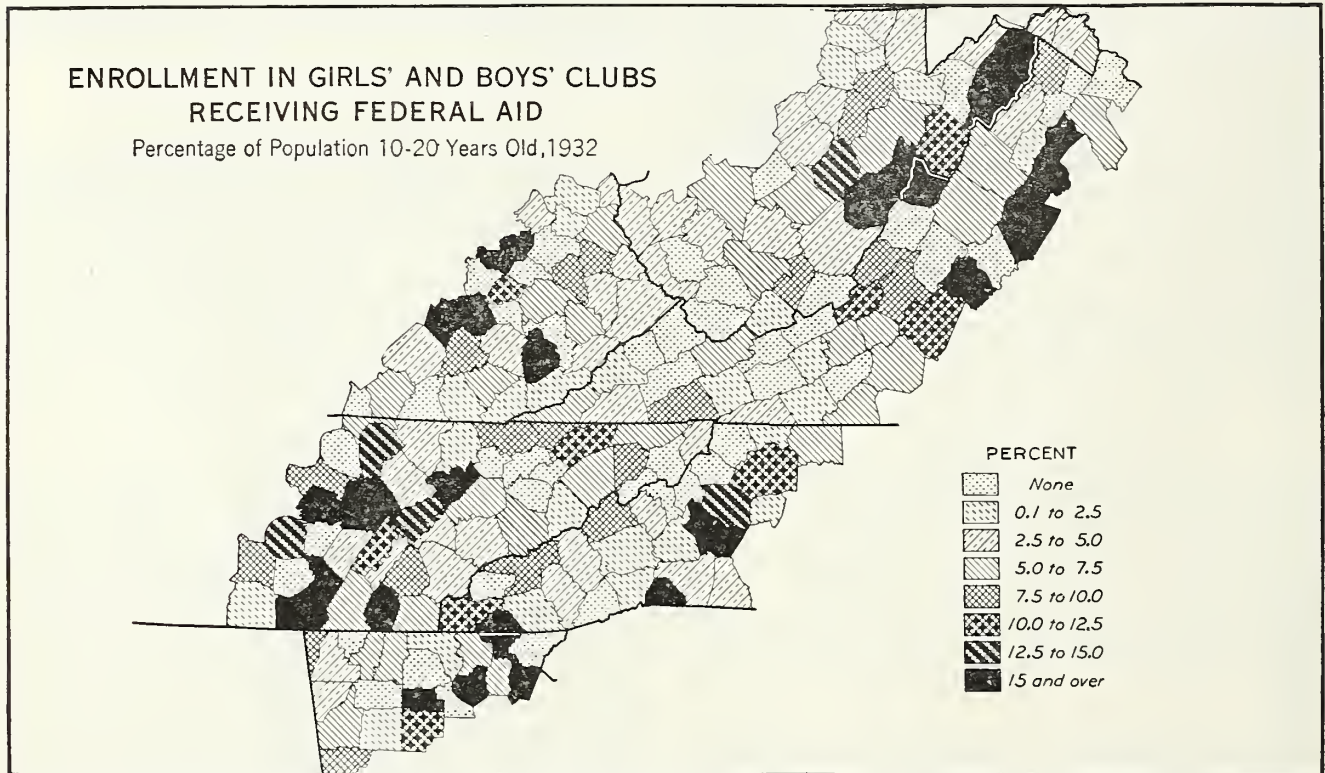 ENROLLMENT IN GIRLS' AND BOYS' CLUBS
RECEIVING FEDERAL AID
Percentage of Population 10-20 Years Old, 1932
PERCENT
None
0.1 to 2.5
2.5 to 5.0
5.0 to 7.5
7.5 to 10.0
10.0 to 12.5
12.5 to 15.0
15 and over